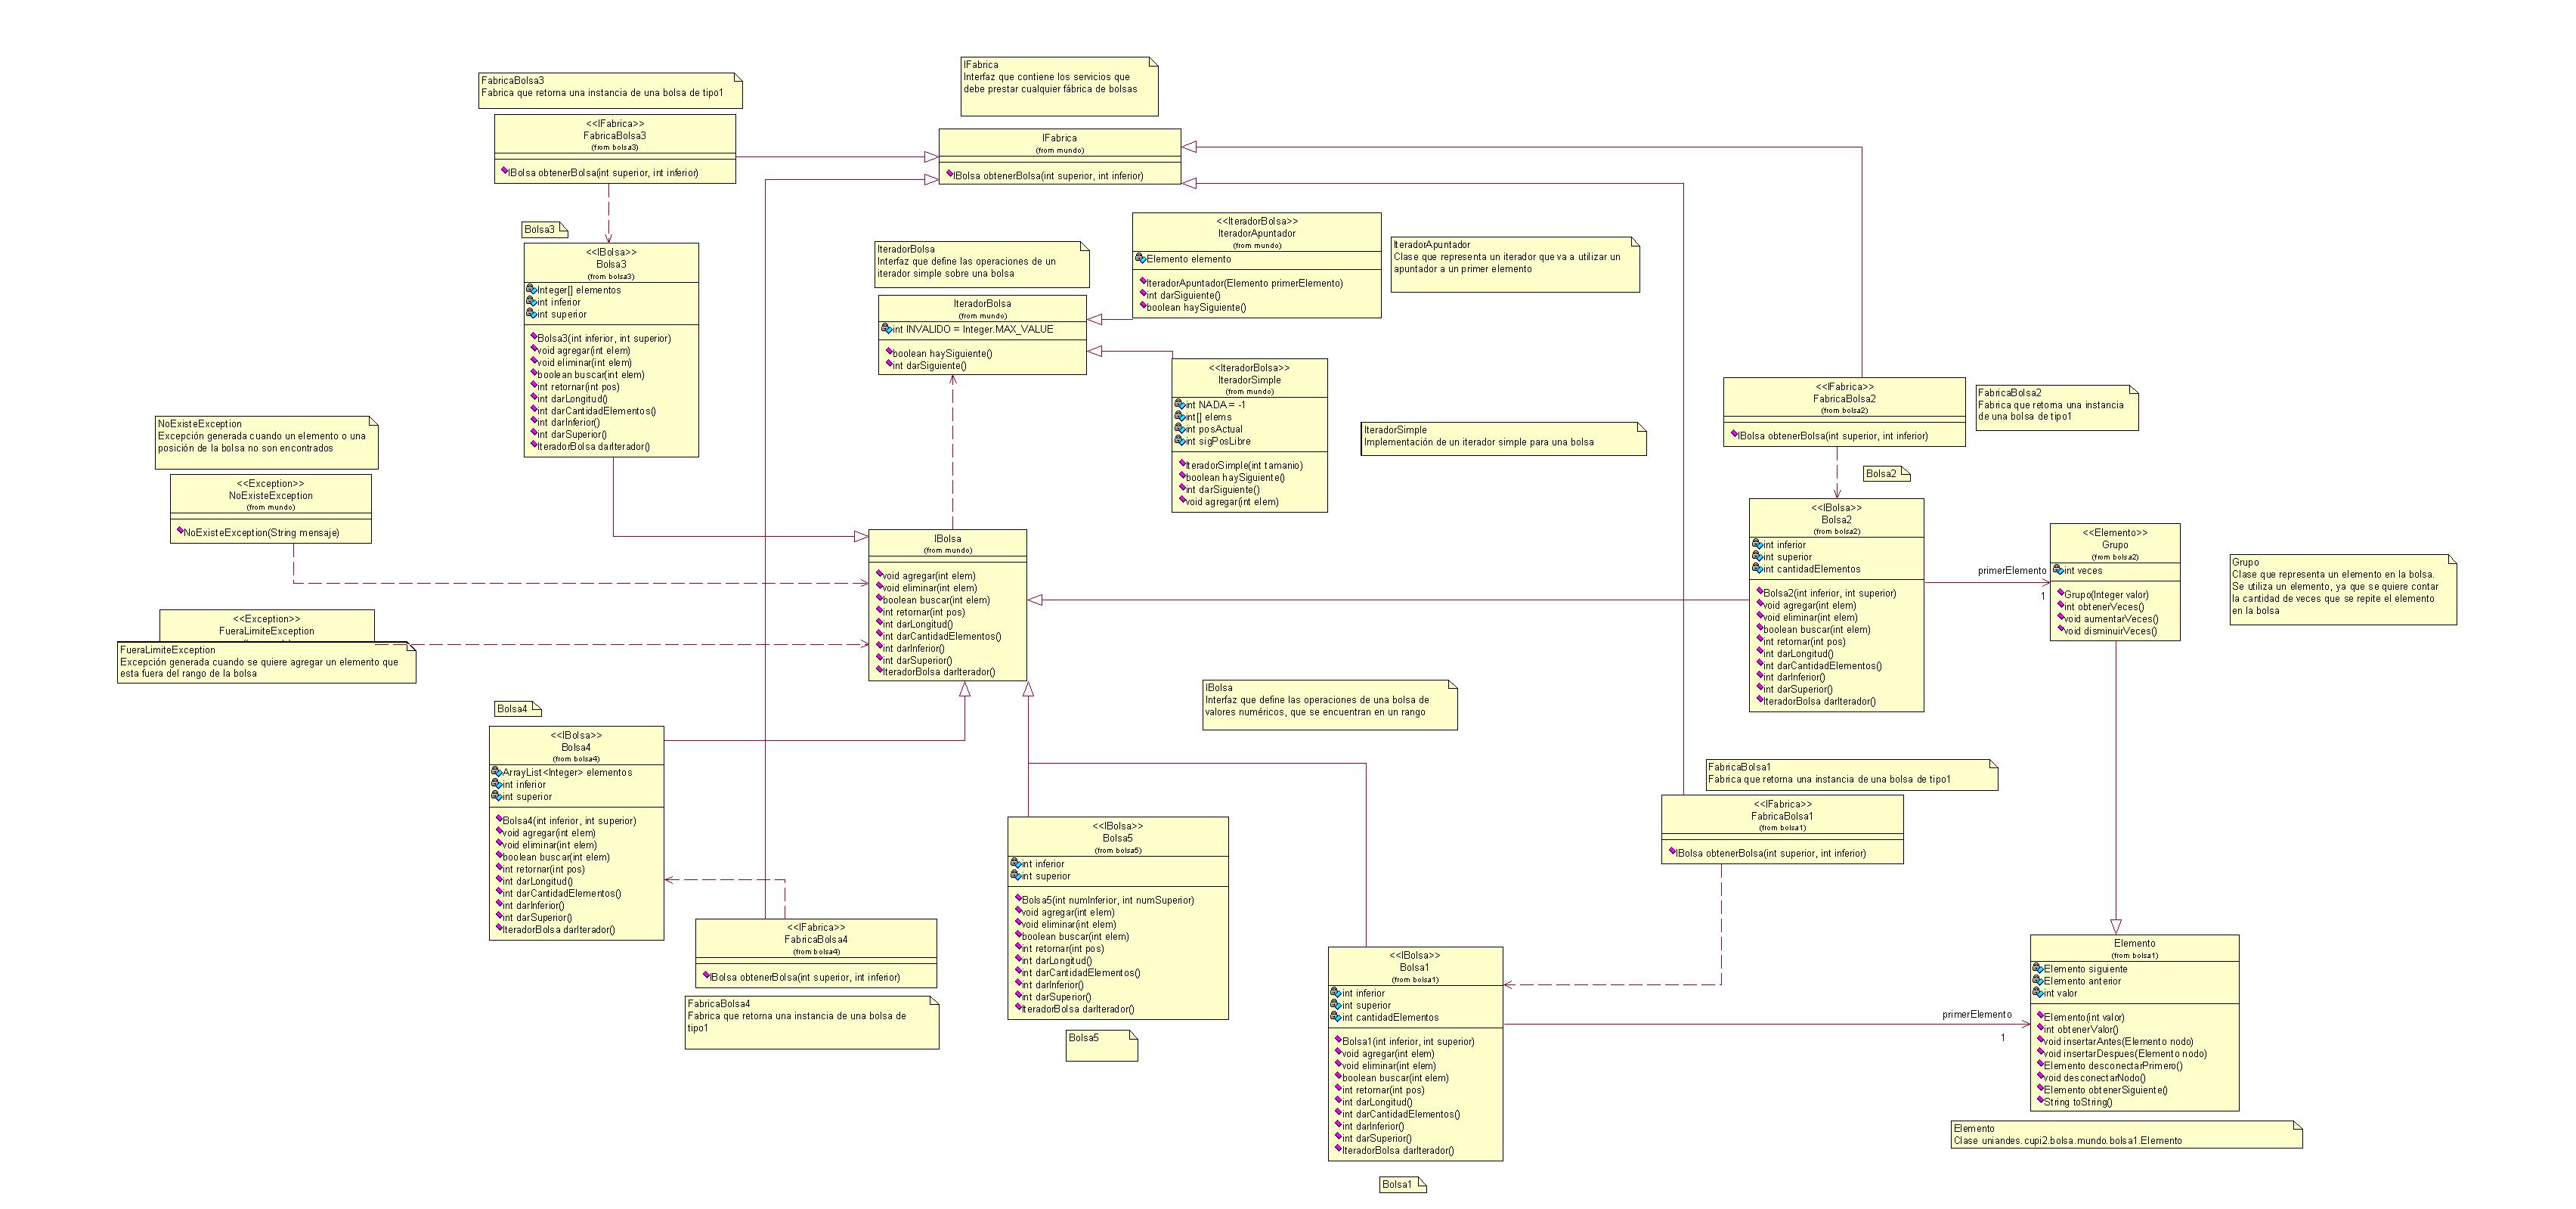 FabricaBolsa3
Fabrica que retorna una instancia de una bolsa de tipo1
<<IFabrica>>
FabricaBolsa3
(from bolsa3)
IBolsa obtenerBolsa(int superior, int inferior)
IFabrica
Interfaz que contiene los servicios que
debe prestar cualquier fábrica de bolsas
IFabrica
(from mundo)
IBolsa obtenerBolsa(int superior, int inferior)
Bolsa3
<<IBolsa>>
Bolsa3
(from bolsa3)
Integer[] elementos
int inferior
int superior
Bolsa3(int inferior, int superior)
void agregar(int elem)
void eliminar(int elem)
boolean buscar(int elem)
int retornar(int pos)
int darLongitud()
int darCantidadElementos()
int darInferior()
int darSuperior()
IteradorBolsa darIterador()
IteradorBolsa
Interfaz que define las operaciones de un
iterador simple sobre una bolsa
IteradorBolsa
(from mundo)
int INVALIDO = Integer.MAX_VALUE
boolean haySiguiente()
int darSiguiente()
<<IteradorBolsa>>
IteradorApuntador
(from mundo)
Elemento elemento
IteradorApuntador(Elemento primerElemento)
int darSiguiente()
boolean haySiguiente()
IteradorApuntador
Clase que representa un iterador que va a utilizar un
apuntador a un primer elemento
<<IteradorBolsa>>
IteradorSimple
(from mundo)
int NADA = -1
int[] elems
int posActual
int sigPosLibre
IteradorSimple(int tamanio)
boolean haySiguiente()
int darSiguiente()
void agregar(int elem)
IteradorSimple
Implementación de un iterador simple para una bolsa
<<IFabrica>>
FabricaBolsa2
(from bolsa2)
IBolsa obtenerBolsa(int superior, int inferior)
FabricaBolsa2
Fabrica que retorna una instancia
de una bolsa de tipo1
NoExisteException
Excepción generada cuando un elemento o una
posición de la bolsa no son encontrados
<<Exception>>
NoExisteException
(from mundo)
NoExisteException(String mensaje)
<<Exception>>
FueraLimiteException
FueraLimiteException
Excepción generada cuando se quiere agregar un elemento que
esta fuera del rango de la bolsa
IBolsa
(from mundo)
void agregar(int elem)
void eliminar(int elem)
boolean buscar(int elem)
int retornar(int pos)
int darLongitud()
int darCantidadElementos()
int darInferior()
int darSuperior()
IteradorBolsa darIterador()
IBolsa
Interfaz que define las operaciones de una bolsa de
valores numéricos, que se encuentran en un rango
Bolsa2
<<IBolsa>>
Bolsa2
(from bolsa2)
int inferior
int superior
int cantidadElementos
Bolsa2(int inferior, int superior)
void agregar(int elem)
void eliminar(int elem)
boolean buscar(int elem)
int retornar(int pos)
int darLongitud()
int darCantidadElementos()
int darInferior()
int darSuperior()
IteradorBolsa darIterador()
primerElemento
1
<<Elemento>>
Grupo
(from bolsa2)
int veces
Grupo(Integer valor)
int obtenerVeces()
void aumentarVeces()
void disminuirVeces()
Grupo
Clase que representa un elemento en la bolsa.
Se utiliza un elemento, ya que se quiere contar
la cantidad de veces que se repite el elemento
en la bolsa
Bolsa4
<<IBolsa>>
Bolsa4
(from bolsa4)
ArrayList<Integer> elementos
int inferior
int superior
Bolsa4(int inferior, int superior)
void agregar(int elem)
void eliminar(int elem)
boolean buscar(int elem)
int retornar(int pos)
int darLongitud()
int darCantidadElementos()
int darInferior()
int darSuperior()
IteradorBolsa darIterador()
<<IFabrica>>
FabricaBolsa4
(from bolsa4)
IBolsa obtenerBolsa(int superior, int inferior)
FabricaBolsa4
Fabrica que retorna una instancia de una bolsa de
tipo1
<<IBolsa>>
Bolsa5
(from bolsa5)
int inferior
int superior
Bolsa5(int numInferior, int numSuperior)
void agregar(int elem)
void eliminar(int elem)
boolean buscar(int elem)
int retornar(int pos)
int darLongitud()
int darCantidadElementos()
int darInferior()
int darSuperior()
IteradorBolsa darIterador()
Bolsa5
FabricaBolsa1
Fabrica que retorna una instancia de una bolsa de tipo1
<<IFabrica>>
FabricaBolsa1
(from bolsa1)
IBolsa obtenerBolsa(int superior, int inferior)
<<IBolsa>>
Bolsa1
(from bolsa1)
int inferior
int superior
int cantidadElementos
Bolsa1(int inferior, int superior)
void agregar(int elem)
void eliminar(int elem)
boolean buscar(int elem)
int retornar(int pos)
int darLongitud()
int darCantidadElementos()
int darInferior()
int darSuperior()
IteradorBolsa darIterador()
Bolsa1
primerElemento
1
Elemento
(from bolsa1)
Elemento siguiente
Elemento anterior
int valor
Elemento(int valor)
int obtenerValor()
void insertarAntes(Elemento nodo)
void insertarDespues(Elemento nodo)
Elemento desconectarPrimero()
void desconectarNodo()
Elemento obtenerSiguiente()
String toString()
Elemento
Clase uniandes.cupi2.bolsa.mundo.bolsa1.Elemento